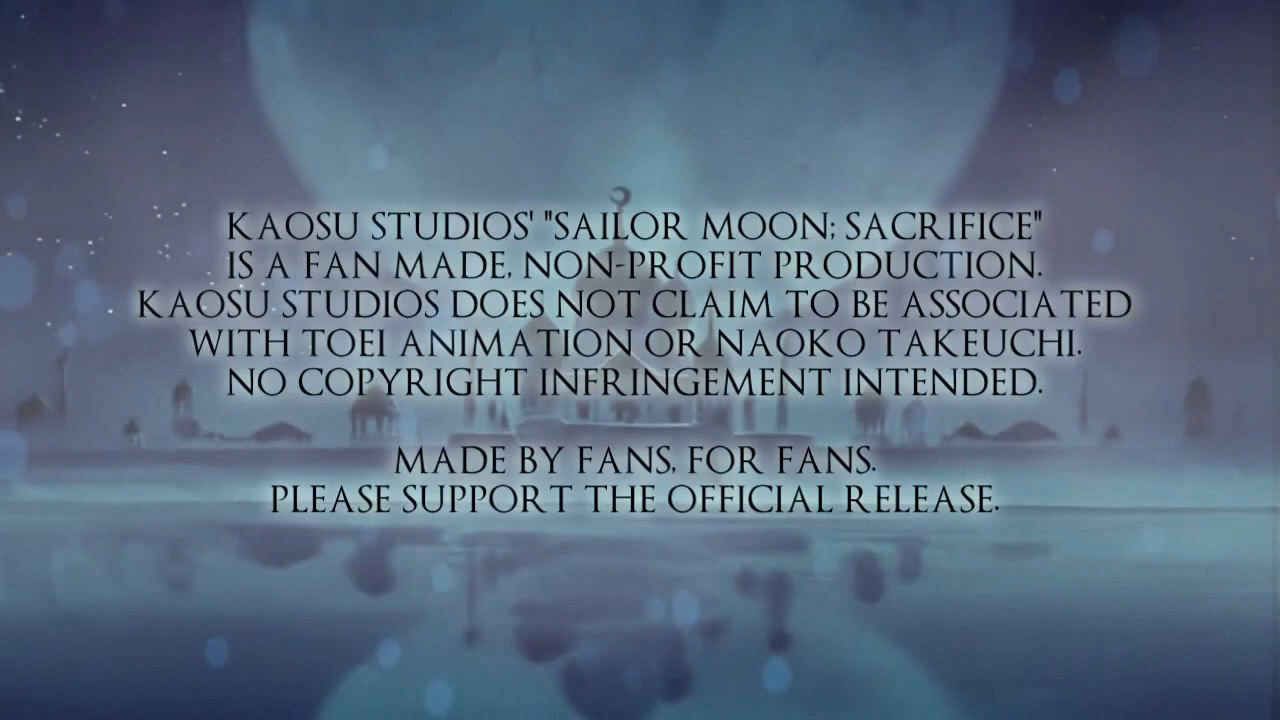 KAOSU STUDIOS' "SAILOR MOON; SACRIFICE"
IS A FAN MADE, NON-PROFIT PRODUCTION.
KAOSU STUDIOS DOES NOT CLAIM TO BE ASSOCIATED
WITH TOEI ANIMATION OR NAOKO TAKEUCHI.
NO COPYRIGHT INFRINGEMENT INTENDED.
MADE BY FANS, FOR FANS.
PLEASE SUPPORT THE OFFICIAL RELEASE.